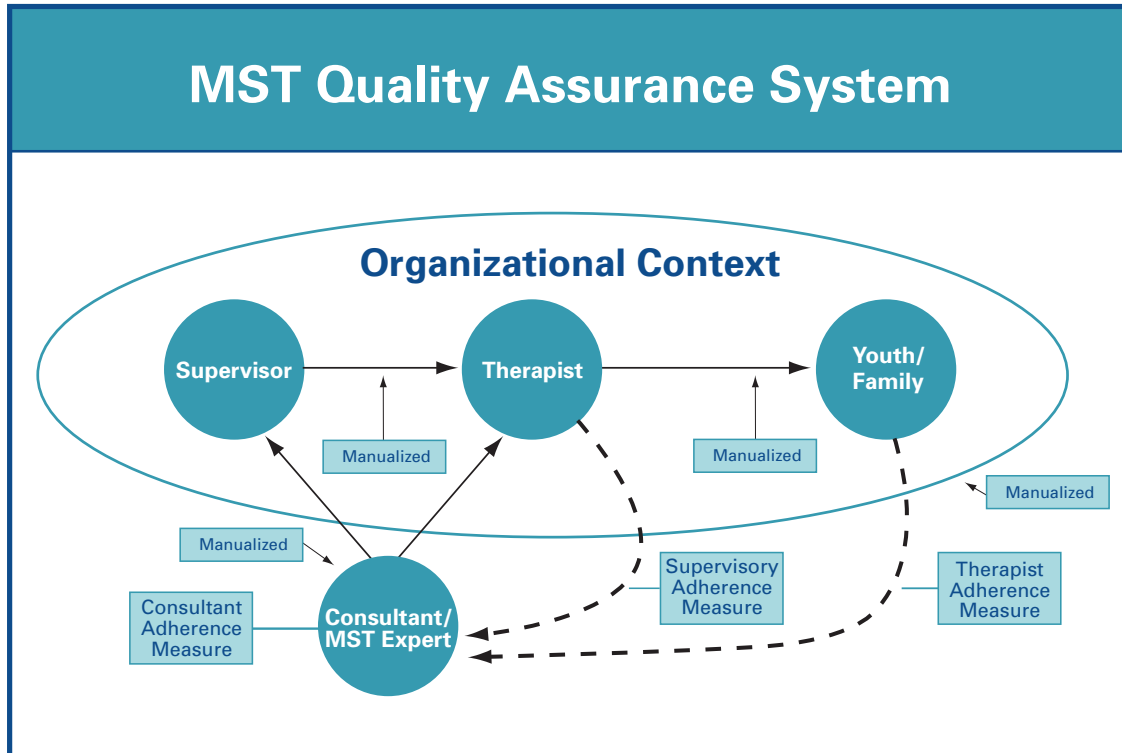 MST Quality Assurance System
Organizational Context
Supervisor
Therapist
Youth/
Family
Manualized
Manualized
Manualized
Manualized
Consultant
Adherence
Measure
Consultant/
MST Expert
Supervisory
Adherence
Measure
Therapist
Adherence
Measure